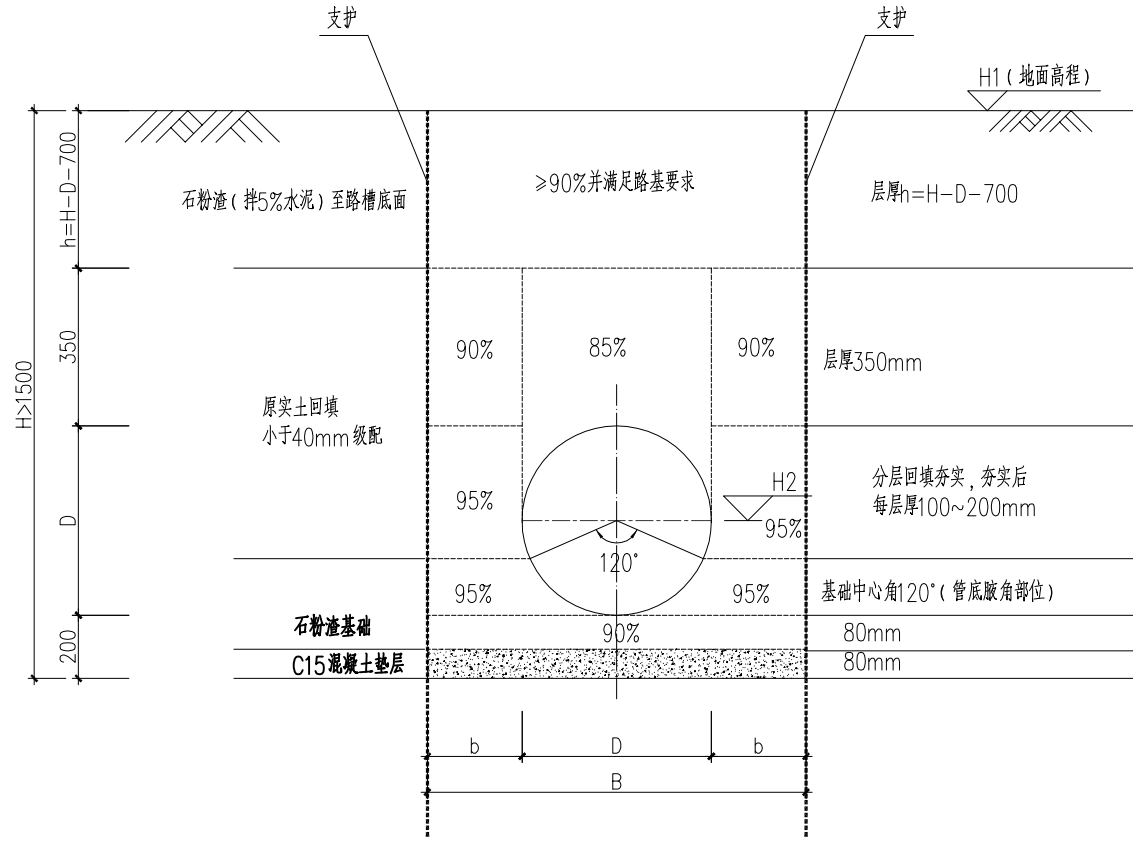 支护
支护
H1（地面高程）
石粉渣（拌5%水泥）至路槽底面
≥90%并满足路基要求
层厚h=H-D-700
h=H-D-700
90%
85%
90%
层厚350mm
350
H>1500
原实土回填
小于40mm级配
95%
H2
95%
分层回填夯实，夯实后
每层厚100~200mm
D
120°
95%
95%
基础中心角120°（管底腋角部位）
石粉渣基础
90%
80mm
200
C15混凝土垫层
80mm
b
D
b
B